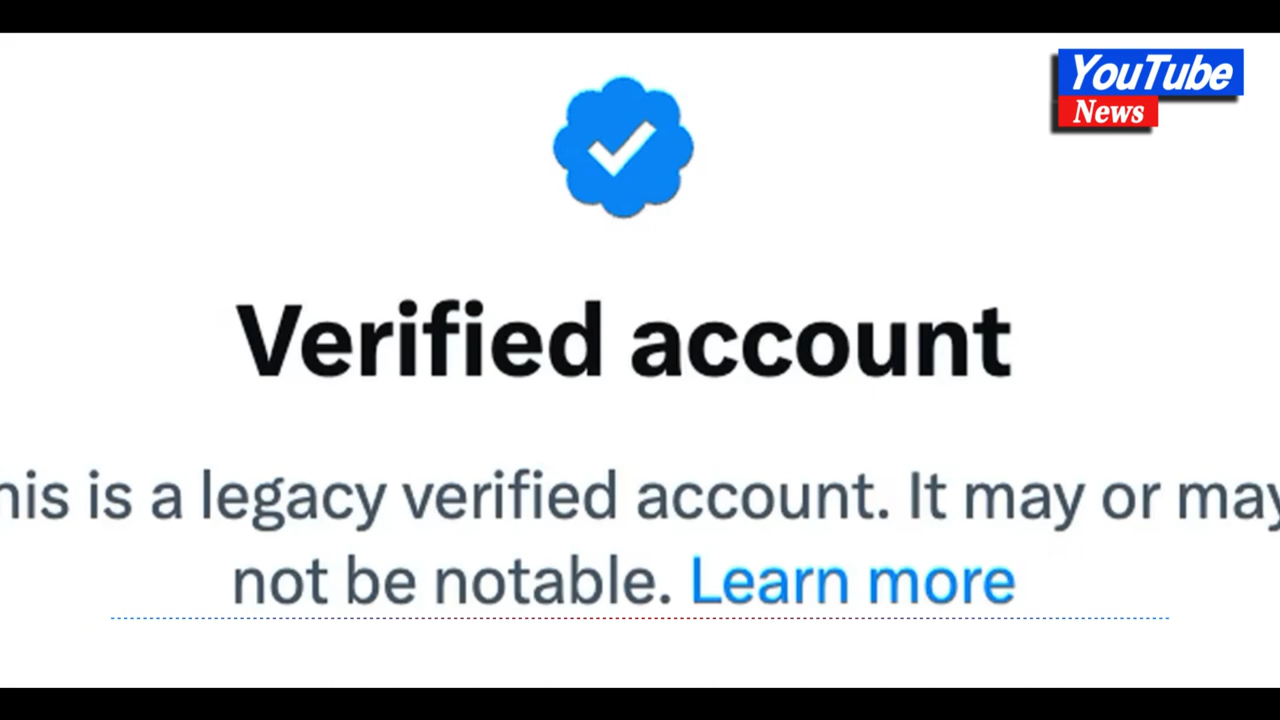 YouTube
News
Verified account
his is a legacy verified account. It may or may
not be notable. Learn more